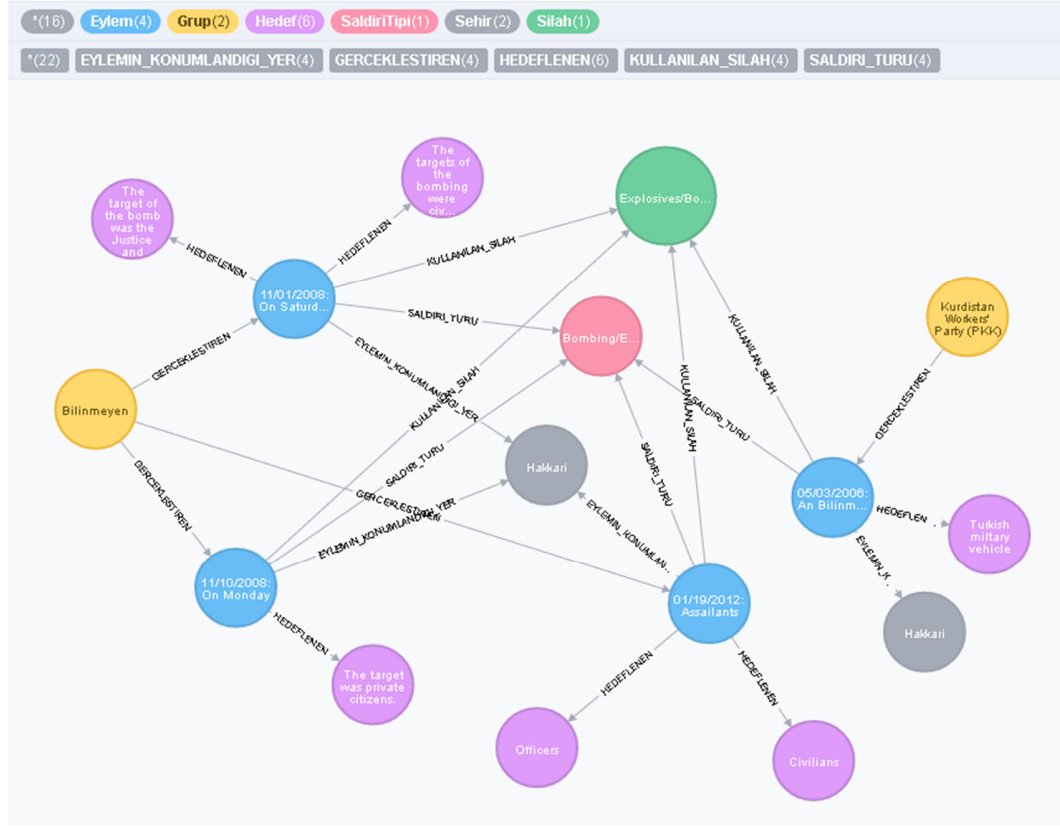 *(16) Eylem(4) Grup(2) Hedef(6) SaldiriTipi(1) Sehir(2) Silah(1)
*(22) EYLEMIN_KONUMLANDIGI_YER(4) GERCEKLESTIREN(4) HEDEFLENEN(6) KULLANILAN_SILAH(4) SALDIRI_TURU(4)
The
targets of
the
bombing
were
civ...
The
target of
the bomb
was the
Justice
and
Explosives/Bo...
HEDEFLENEN
HEDEFLENEN
KULLANILAN_SILAH
11/01/2008:
On Saturd...
Kurdistan
Workers'
Party (PKK)
SALDIRI_TURU
Bombing/E...
GERCEKLESTIREN
EYLEMIN_KONUMLANDIGI_YER
KULLANILAN_SILAH
KULLANILAN_SILAH
KULLANILAN_SILAH
GERCEKLESTIREN
Bilinmeyen
SALDIRI_TURU
SALDIRI_TURU
SALDIRI_TURU
Hakkari
GERCEKLESTIREN
GERCEKLESTIREN
EYLEMIN_KONUMLANDIGI_YER
EYLEMIN_KONUMLAN...
05/03/2006:
An Bilinm...
HEDEFLEN...
Turkish
miltary
vehicle
EYLEMIN_K...
11/10/2008:
On Monday
01/19/2012:
Assailants
Hakkari
HEDEFLENEN
HEDEFLENEN
HEDEFLENEN
The target
was private
citizens.
Officers
Civilians